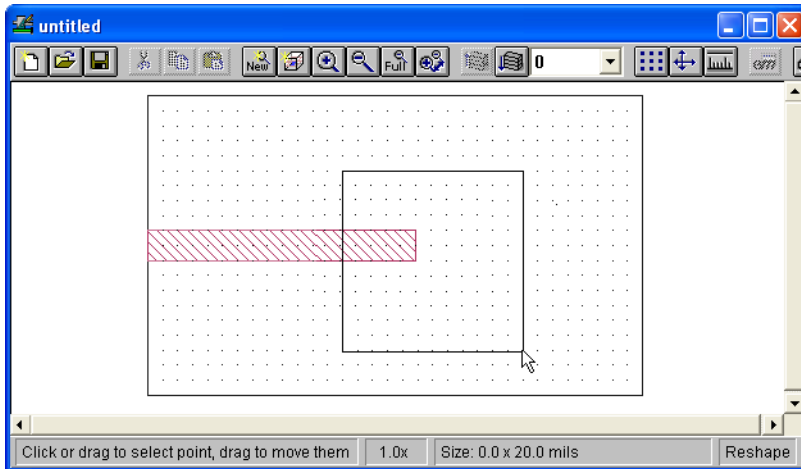 untitled
New Full 0 em
Click or drag to select point, drag to move them 1.0x Size: 0.0 x 20.0 mils Reshape